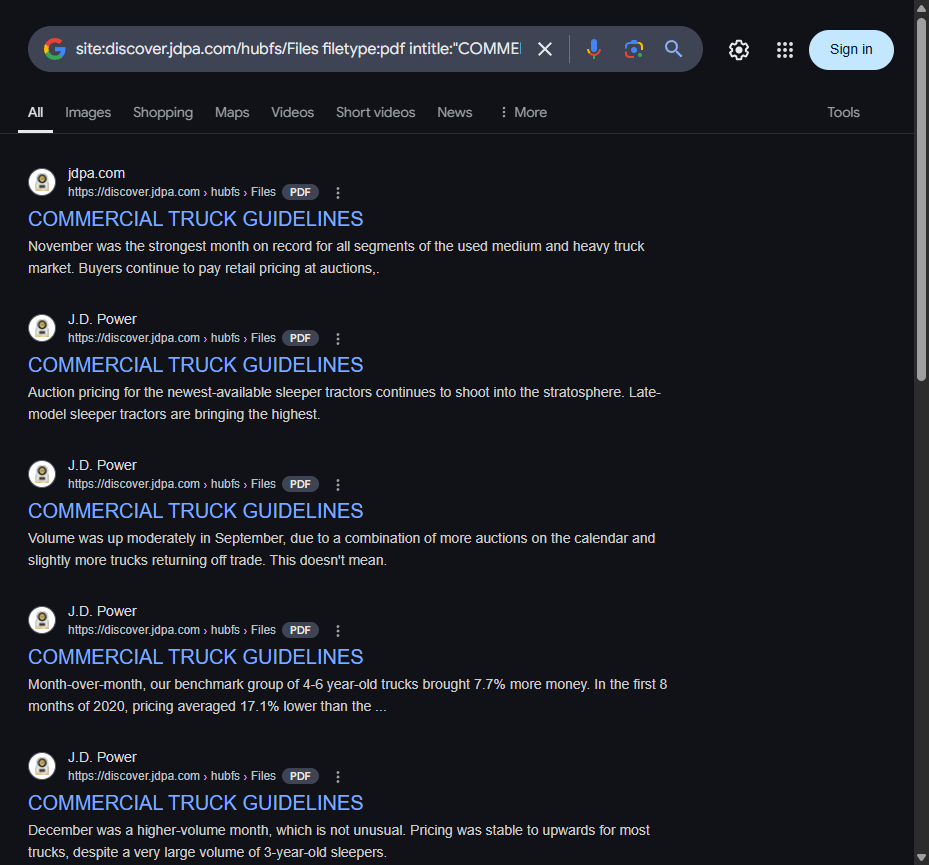 site:discover.jdpa.com/hubfs/Files filetype:pdf intitle:"COMME
Sign in
All Images Shopping Maps Videos Short videos News More Tools
jdpa.com
https://discover.jdpa.com › hubfs › Files PDF
COMMERCIAL TRUCK GUIDELINES
November was the strongest month on record for all segments of the used medium and heavy truck
market. Buyers continue to pay retail pricing at auctions,.
J.D. Power
https://discover.jdpa.com › hubfs › Files PDF
COMMERCIAL TRUCK GUIDELINES
Auction pricing for the newest-available sleeper tractors continues to shoot into the stratosphere. Late-
model sleeper tractors are bringing the highest.
J.D. Power
https://discover.jdpa.com › hubfs › Files PDF
COMMERCIAL TRUCK GUIDELINES
Volume was up moderately in September, due to a combination of more auctions on the calendar and
slightly more trucks returning off trade. This doesn't mean.
J.D. Power
https://discover.jdpa.com › hubfs › Files PDF
COMMERCIAL TRUCK GUIDELINES
Month-over-month, our benchmark group of 4-6 year-old trucks brought 7.7% more money. In the first 8
months of 2020, pricing averaged 17.1% lower than the ...
J.D. Power
https://discover.jdpa.com › hubfs › Files PDF
COMMERCIAL TRUCK GUIDELINES
December was a higher-volume month, which is not unusual. Pricing was stable to upwards for most
trucks, despite a very large volume of 3-year-old sleepers.